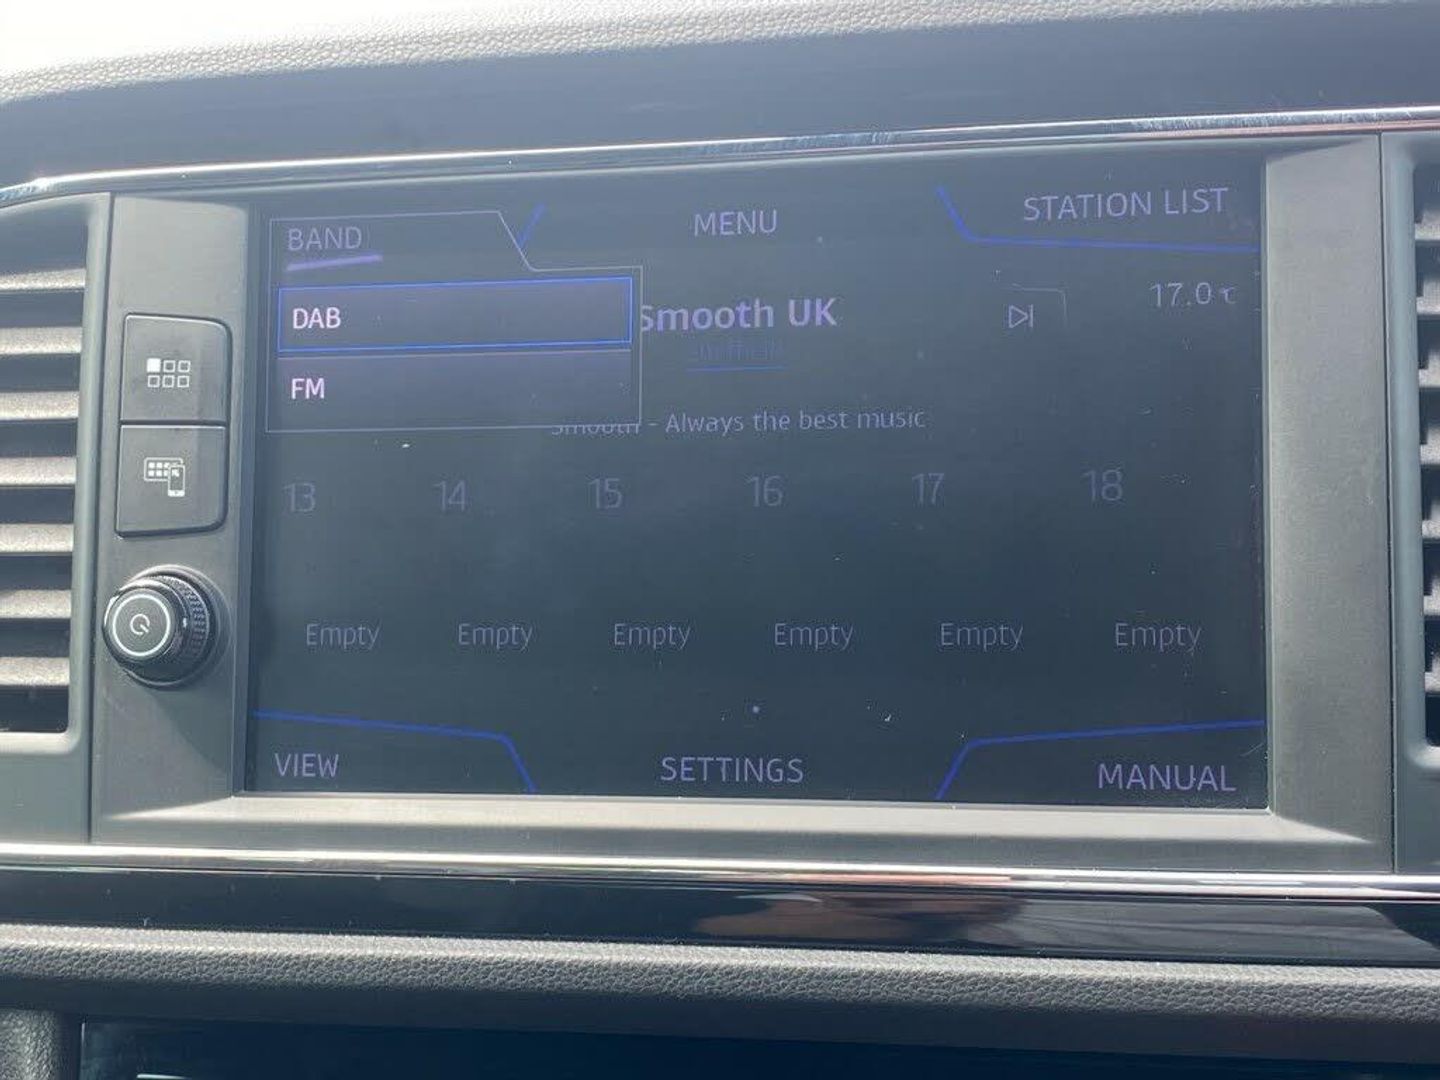 BAND
MENU
STATION LIST
DAB
Smooth UK
17.0 °C
FM
Smooth - Always the best music
13 14 15 16 17 18
Empty Empty Empty Empty Empty Empty
VIEW
SETTINGS
MANUAL